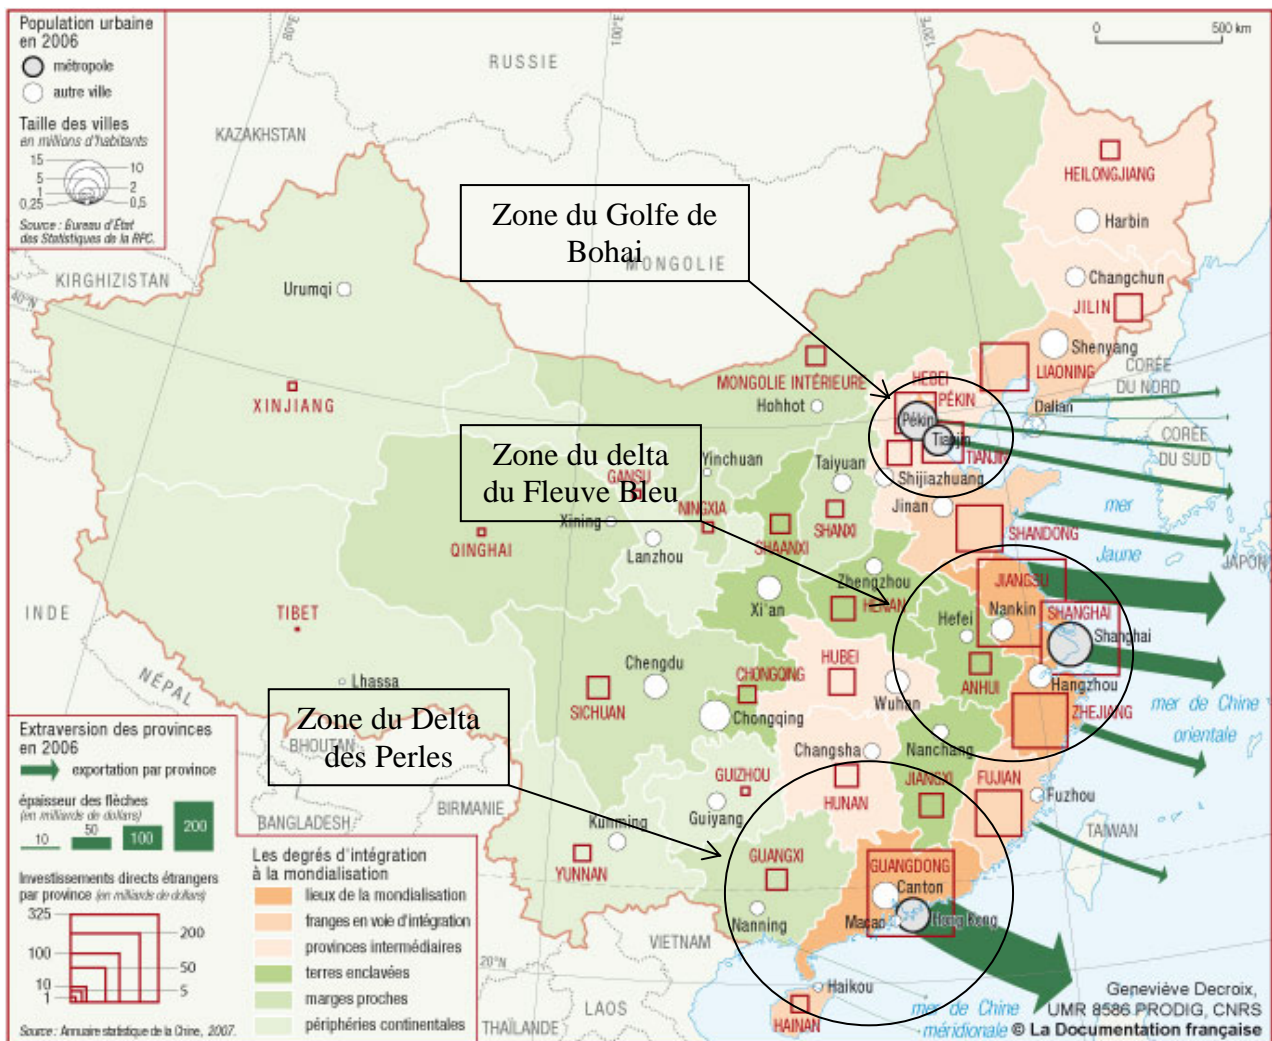 Population urbaine
en 2006
métropole
autre ville
Taille des villes
en millions d'habitants
15
10
5
2
1
0,5
0,25
Source : Bureau d'État
des Statistiques de la RPC.
80°E
100°E
120°E
0
500 km
RUSSIE
KAZAKHSTAN
KIRGHIZISTAN
40°N
MONGOLIE
Zone du Golfe de
Bohai
HEILONGJIANG
Harbin
Changchun
JILIN
Urumqi
Shenyang
LIAONING
CORÉE
DU NORD
MONGOLIE INTÉRIEURE
Hohhot
HEBEI
PÉKIN
Pékin
Tianjin
TIANJIN
Dalian
CORÉE
DU SUD
XINJIANG
Zone du delta
du Fleuve Bleu
Yinchuan
Taiyuan
Shijiazhuang
GANSU
Xining
NINGXIA
Jinan
SHANDONG
mer
Jaune
JAPON
QINGHAI
Lanzhou
SHAANXI
SHANXI
Zhengzhou
HENAN
Xi'an
JIANGSU
Nankin
Hefei
SHANGHAI
Shanghai
INDE
TIBET
ANHUI
Hangzhou
ZHEJIANG
mer de Chine
orientale
NÉPAL
Lhassa
Chengdu
SICHUAN
CHONGQING
Chongqing
HUBEI
Wuhan
Zone du Delta
des Perles
Changsha
Nanchang
HUNAN
JIANGXI
FUJIAN
Fuzhou
TAIWAN
BHOUTAN
BANGLADESH
BIRMANIE
GUIZHOU
Guiyang
Kunming
YUNNAN
GUANGXI
Nanning
GUANGDONG
Canton
Macao
Hong Kong
VIETNAM
20°N
LAOS
THAÏLANDE
Haikou
HAINAN
mer de Chine
méridionale
Extraversion des provinces
en 2006
exportation par province
épaisseur des flèches
(en milliards de dollars)
10
50
100
200
Investissements directs étrangers
par province (en milliards de dollars)
325
200
100
50
10
5
1
Source : Annuaire statistique de la Chine, 2007.
Les degrés d'intégration
à la mondialisation
lieux de la mondialisation
franges en voie d'intégration
provinces intermédiaires
terres enclavées
marges proches
périphéries continentales
Geneviève Decroix,
UMR 8586 PRODIG, CNRS
© La Documentation française